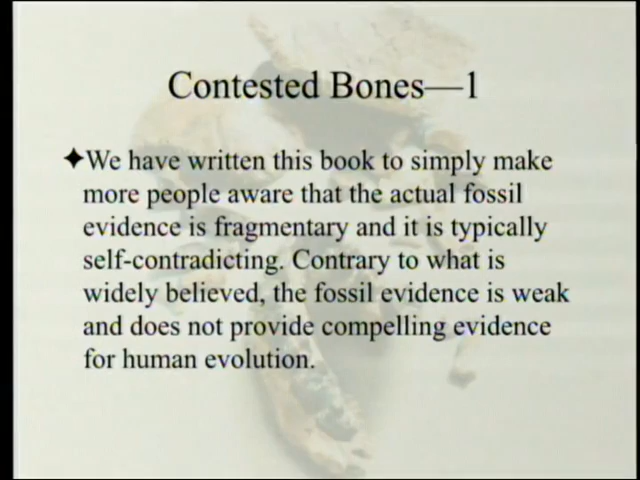 Contested Bones—1
✦We have written this book to simply make
more people aware that the actual fossil
evidence is fragmentary and it is typically
self-contradicting. Contrary to what is
widely believed, the fossil evidence is weak
and does not provide compelling evidence
for human evolution.